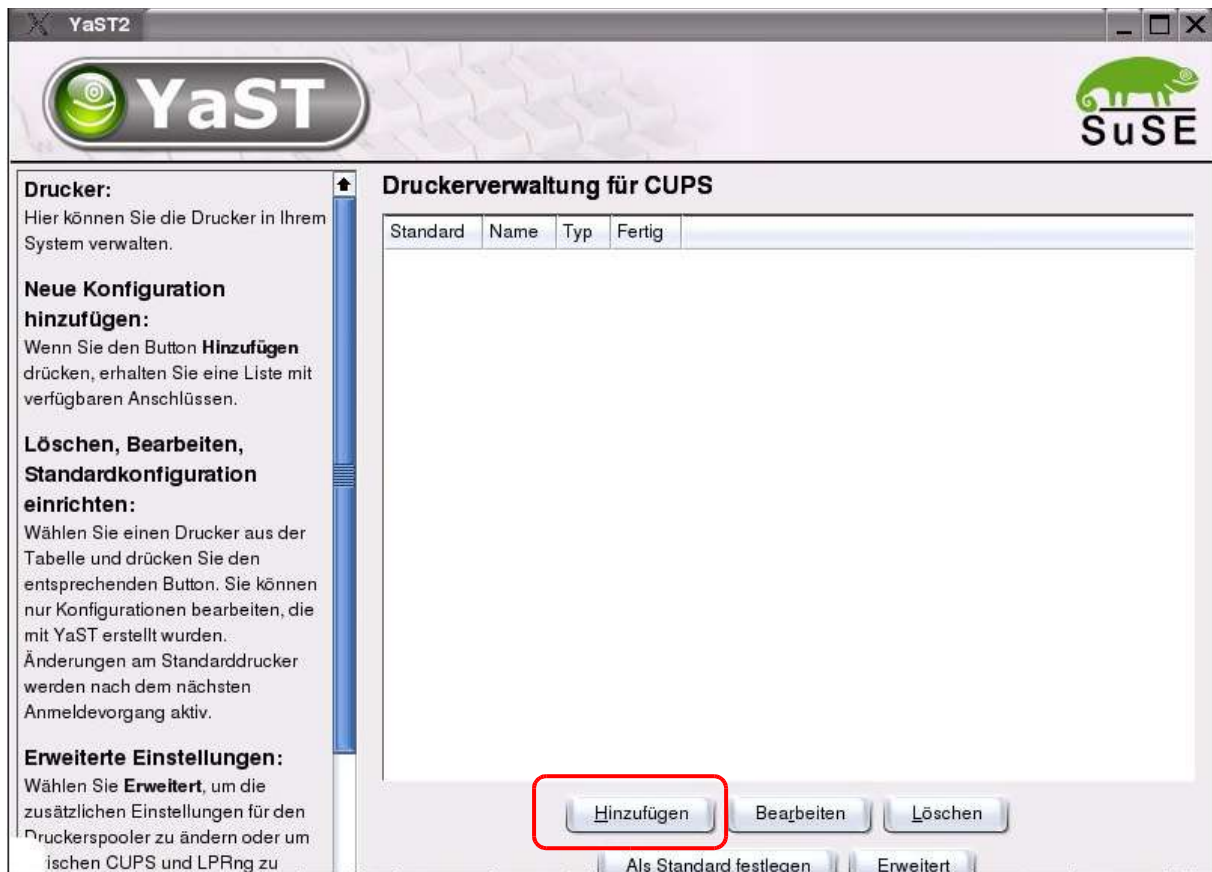 YaST2
YaST
SuSE
Drucker:
Hier können Sie die Drucker in Ihrem
System verwalten.
Neue Konfiguration
hinzufügen:
Wenn Sie den Button Hinzufügen
drücken, erhalten Sie eine Liste mit
verfügbaren Anschlüssen.
Löschen, Bearbeiten,
Standardkonfiguration
einrichten:
Wählen Sie einen Drucker aus der
Tabelle und drücken Sie den
entsprechenden Button. Sie können
nur Konfigurationen bearbeiten, die
mit YaST erstellt wurden.
Änderungen am Standarddrucker
werden nach dem nächsten
Anmeldevorgang aktiv.
Erweiterte Einstellungen:
Wählen Sie Erweitert, um die
zusätzlichen Einstellungen für den
Druckerspooler zu ändern oder um
ischen CUPS und LPRng zu
Druckerverwaltung für CUPS
Standard Name Typ Fertig
Hinzufügen Bearbeiten Löschen
Als Standard festlegen Erweitert